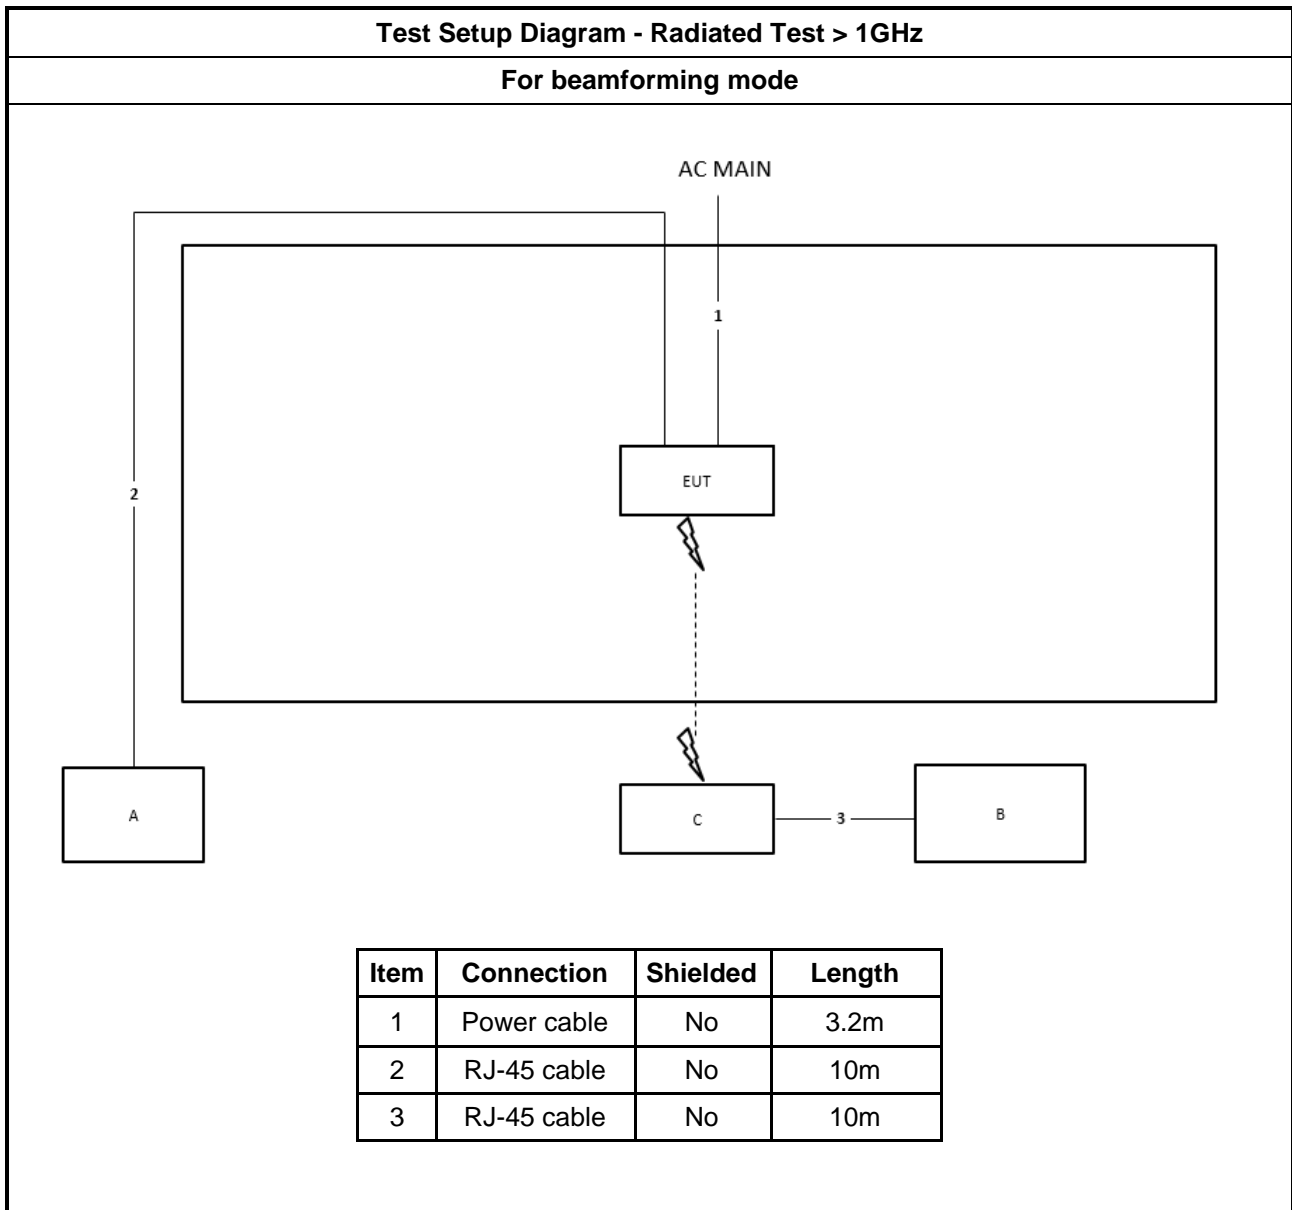 Test Setup Diagram - Radiated Test > 1GHz
For beamforming mode
AC MAIN
1
2
EUT
A
C
3
B
Item Connection Shielded Length
1 Power cable No 3.2m
2 RJ-45 cable No 10m
3 RJ-45 cable No 10m